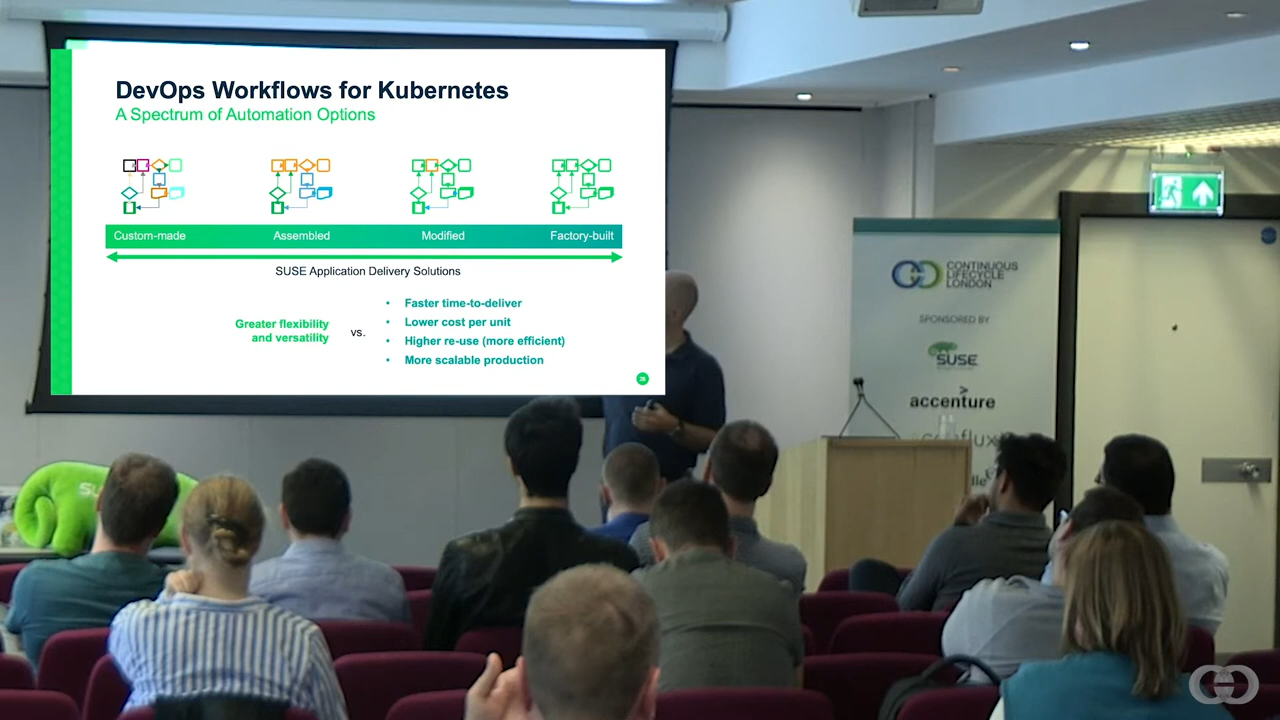 DevOps Workflows for Kubernetes
A Spectrum of Automation Options
Custom-made
Assembled
Modified
Factory-built
SUSE Application Delivery Solutions
Greater flexibility
and versatility
vs.
• Faster time-to-deliver
• Lower cost per unit
• Higher re-use (more efficient)
• More scalable production
CONTINUOUS
LIFECYCLE
LONDON
SPONSORED BY
SUSE
accenture